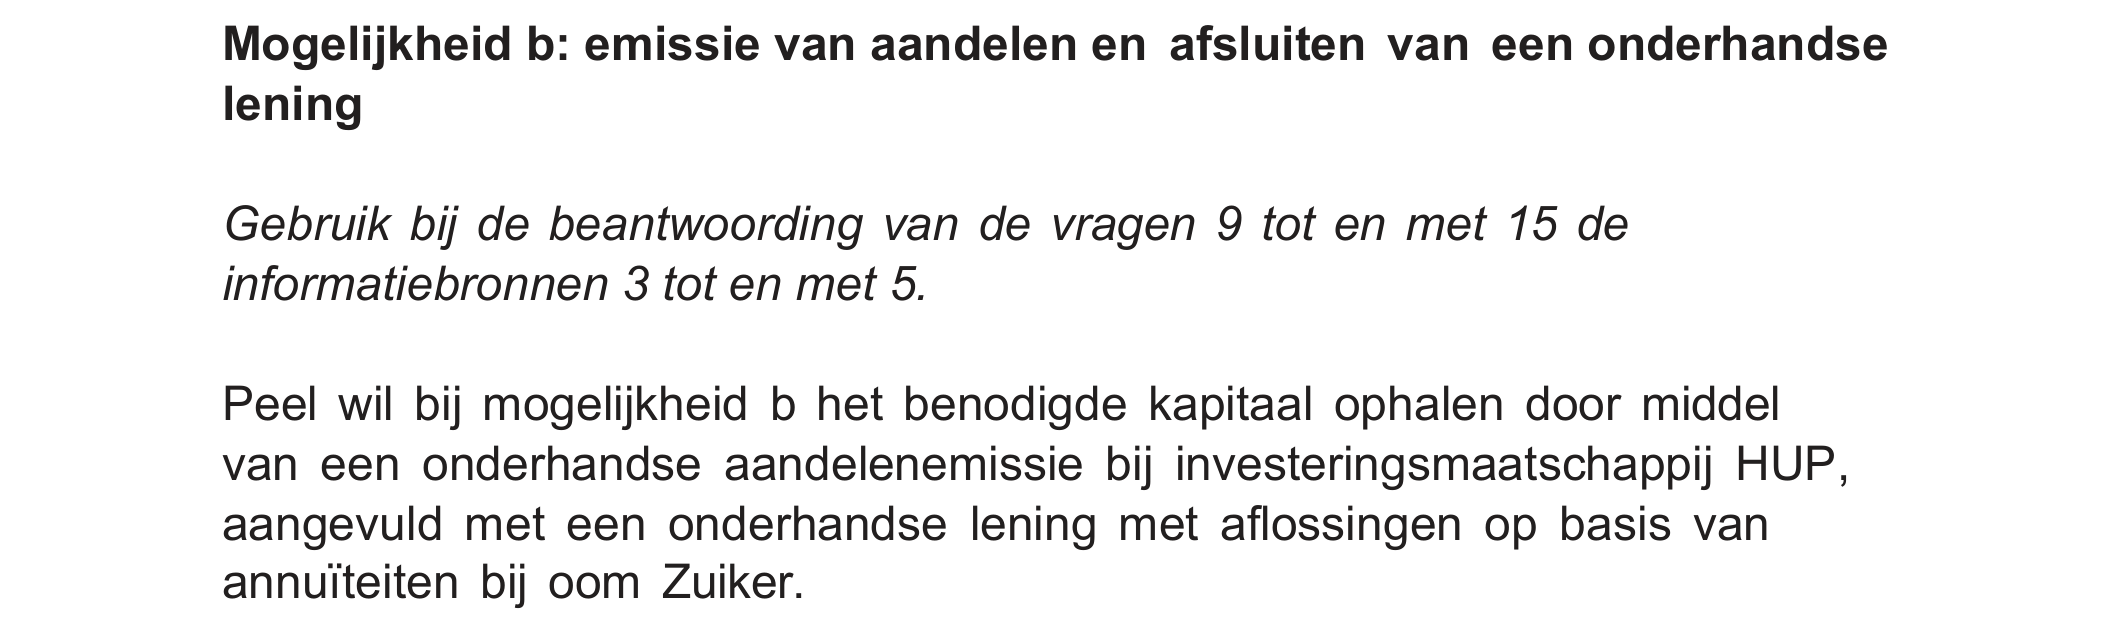 Mogelijkheid b: emissie van aandelen en afsluiten van een onderhandse
lening
Gebruik bij de beantwoording van de vragen 9 tot en met 15 de
informatiebronnen 3 tot en met 5.
Peel wil bij mogelijkheid b het benodigde kapitaal ophalen door middel
van een onderhandse aandelenemissie bij investeringsmaatschappij HUP,
aangevuld met een onderhandse lening met aflossingen op basis van
annuïteiten bij oom Zuiker.